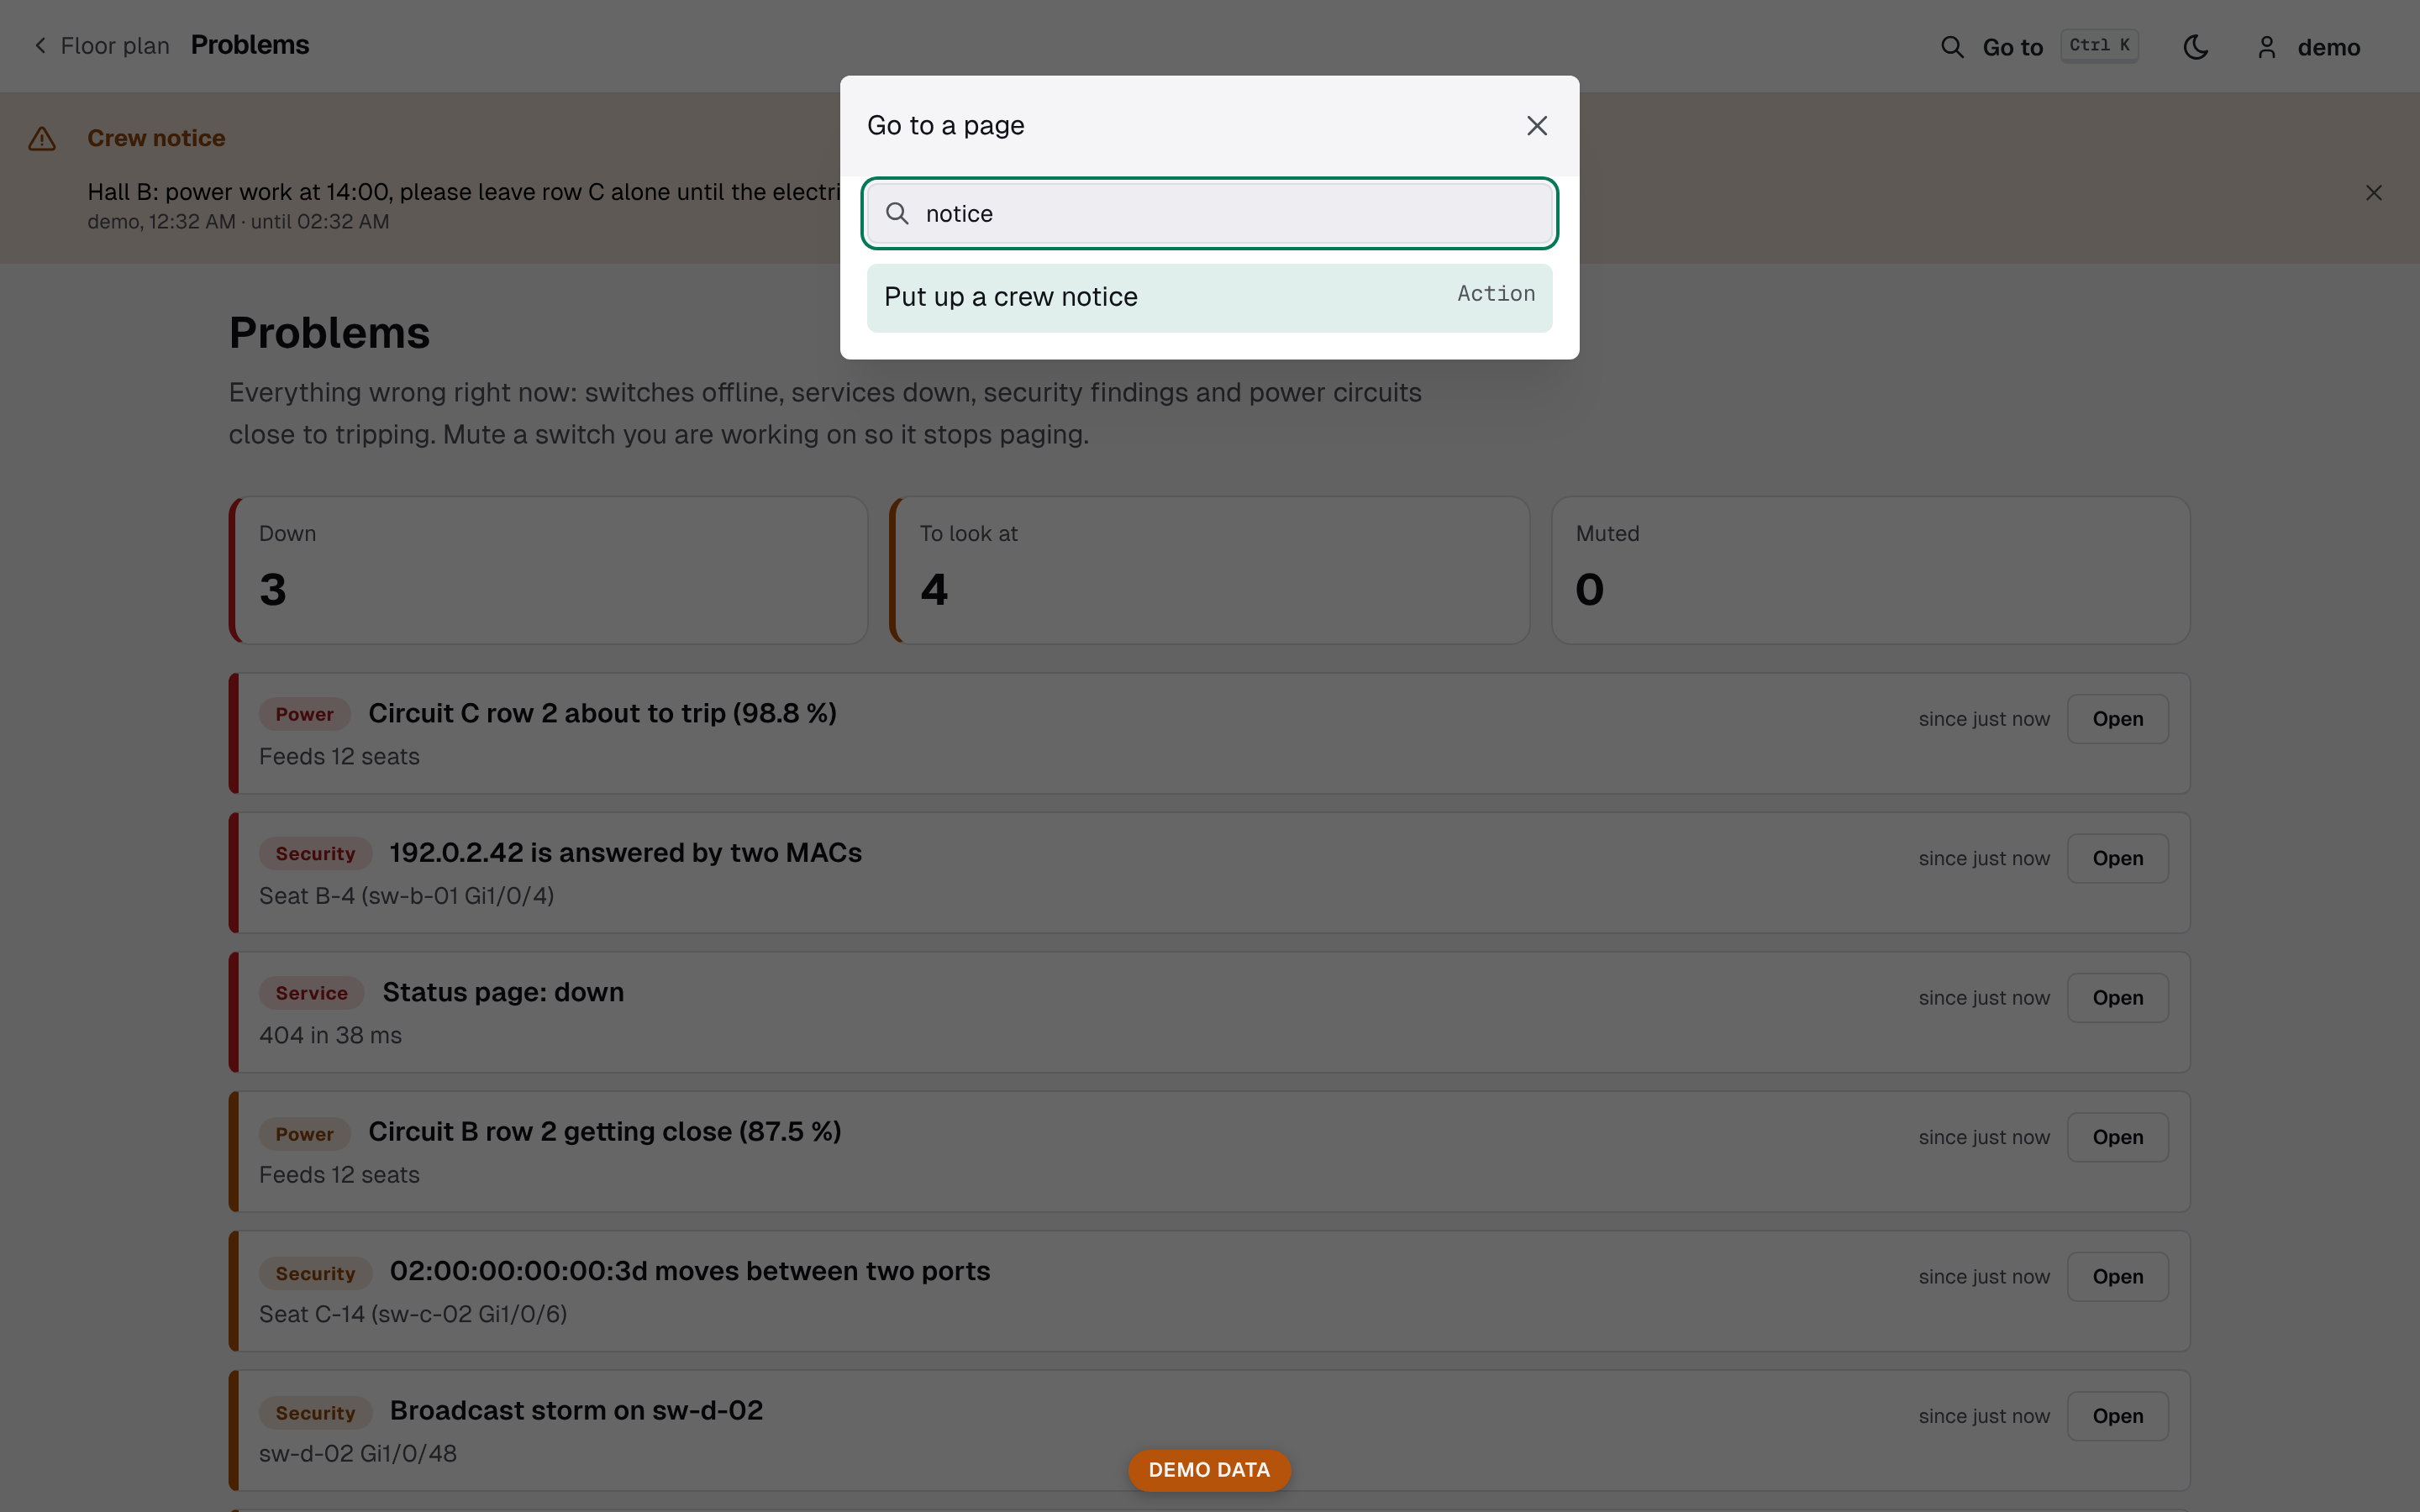 Floor plan Problems
Go to Ctrl K demo
Crew notice
Hall B: power work at 14:00, please leave row C alone until the electri
demo, 12:32 AM · until 02:32 AM
Go to a page
notice
Put up a crew notice Action
Problems
Everything wrong right now: switches offline, services down, security findings and power circuits
close to tripping. Mute a switch you are working on so it stops paging.
Down
3
To look at
4
Muted
0
Power Circuit C row 2 about to trip (98.8 %)
Feeds 12 seats
since just now Open
Security 192.0.2.42 is answered by two MACs
Seat B-4 (sw-b-01 Gi1/0/4)
since just now Open
Service Status page: down
404 in 38 ms
since just now Open
Power Circuit B row 2 getting close (87.5 %)
Feeds 12 seats
since just now Open
Security 02:00:00:00:00:3d moves between two ports
Seat C-14 (sw-c-02 Gi1/0/6)
since just now Open
Security Broadcast storm on sw-d-02
sw-d-02 Gi1/0/48
since just now Open
DEMO DATA